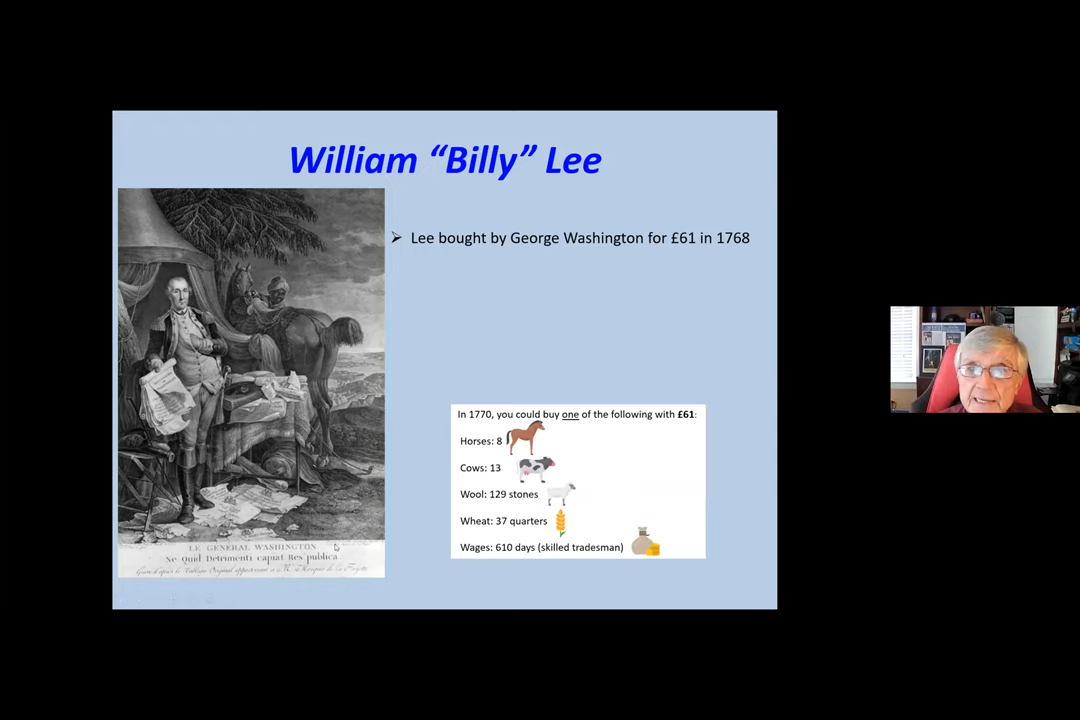 William “Billy” Lee
➢ Lee bought by George Washington for £61 in 1768
LE GENERAL WASHINGTON
Ne Quid Detrimenti capiat Res publica.
In 1770, you could buy one of the following with £61:
Horses: 8
Cows: 13
Wool: 129 stones
Wheat: 37 quarters
Wages: 610 days (skilled tradesman)